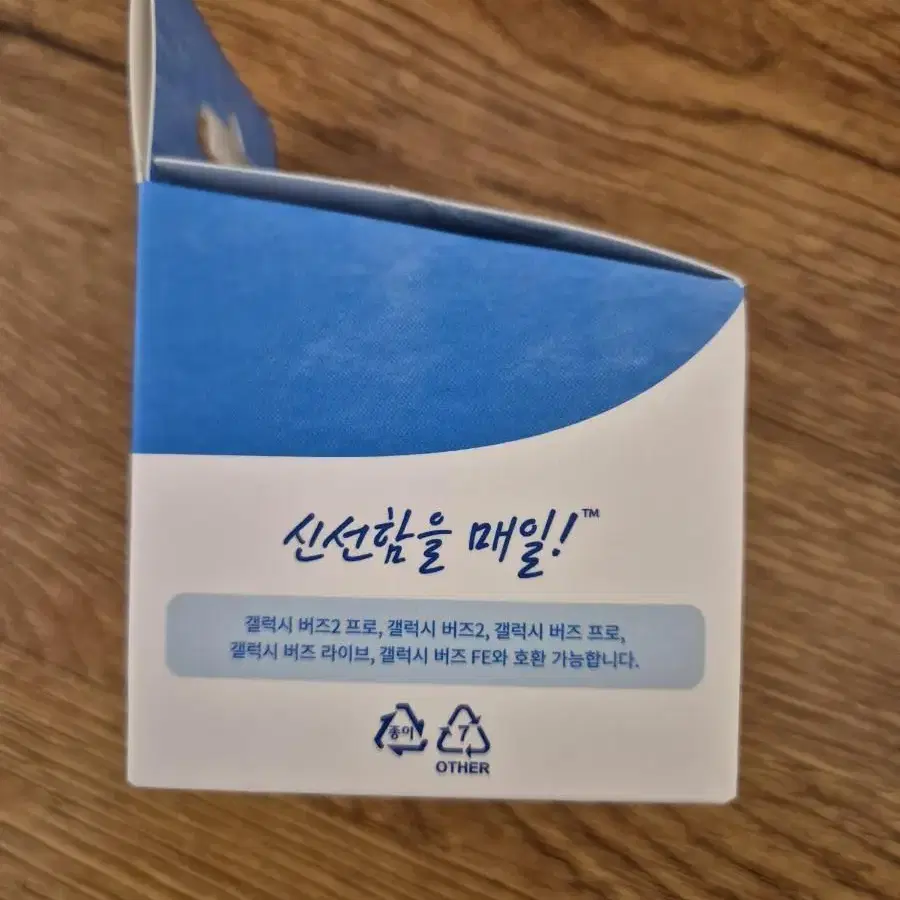 신선함을 매일!™
갤럭시 버즈2 프로, 갤럭시 버즈2, 갤럭시 버즈 프로,
갤럭시 버즈 라이브, 갤럭시 버즈 FE와 호환 가능합니다.
종이 7
OTHER